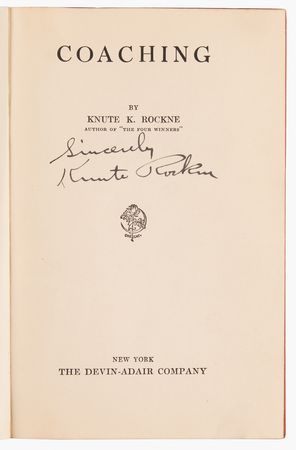 COACHING
BY
KNUTE K. ROCKNE
AUTHOR OF "THE FOUR WINNERS"
Sincerely
Knute Rockne
NEW YORK
THE DEVIN-ADAIR COMPANY